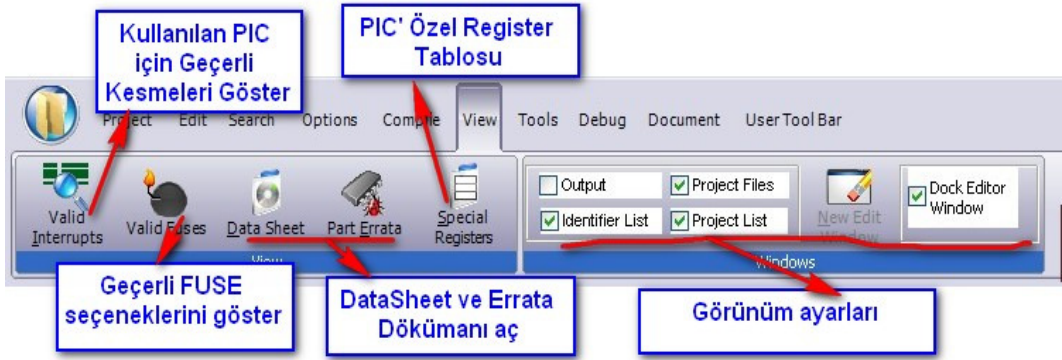 Kullanılan PIC
için Geçerli
Kesmeleri Göster
PIC' Özel Register
Tablosu
Project Edit Search Options Compile View Tools Debug Document User Tool Bar
Valid
Interrupts
Valid Fuses
Data Sheet
Part Errata
Special
Registers
View
Output
Project Files
Identifier List
Project List
New Edit
Window
Dock Editor
Window
Windows
Geçerli FUSE
seçeneklerini göster
DataSheet ve Errata
Dökümanı aç
Görünüm ayarları